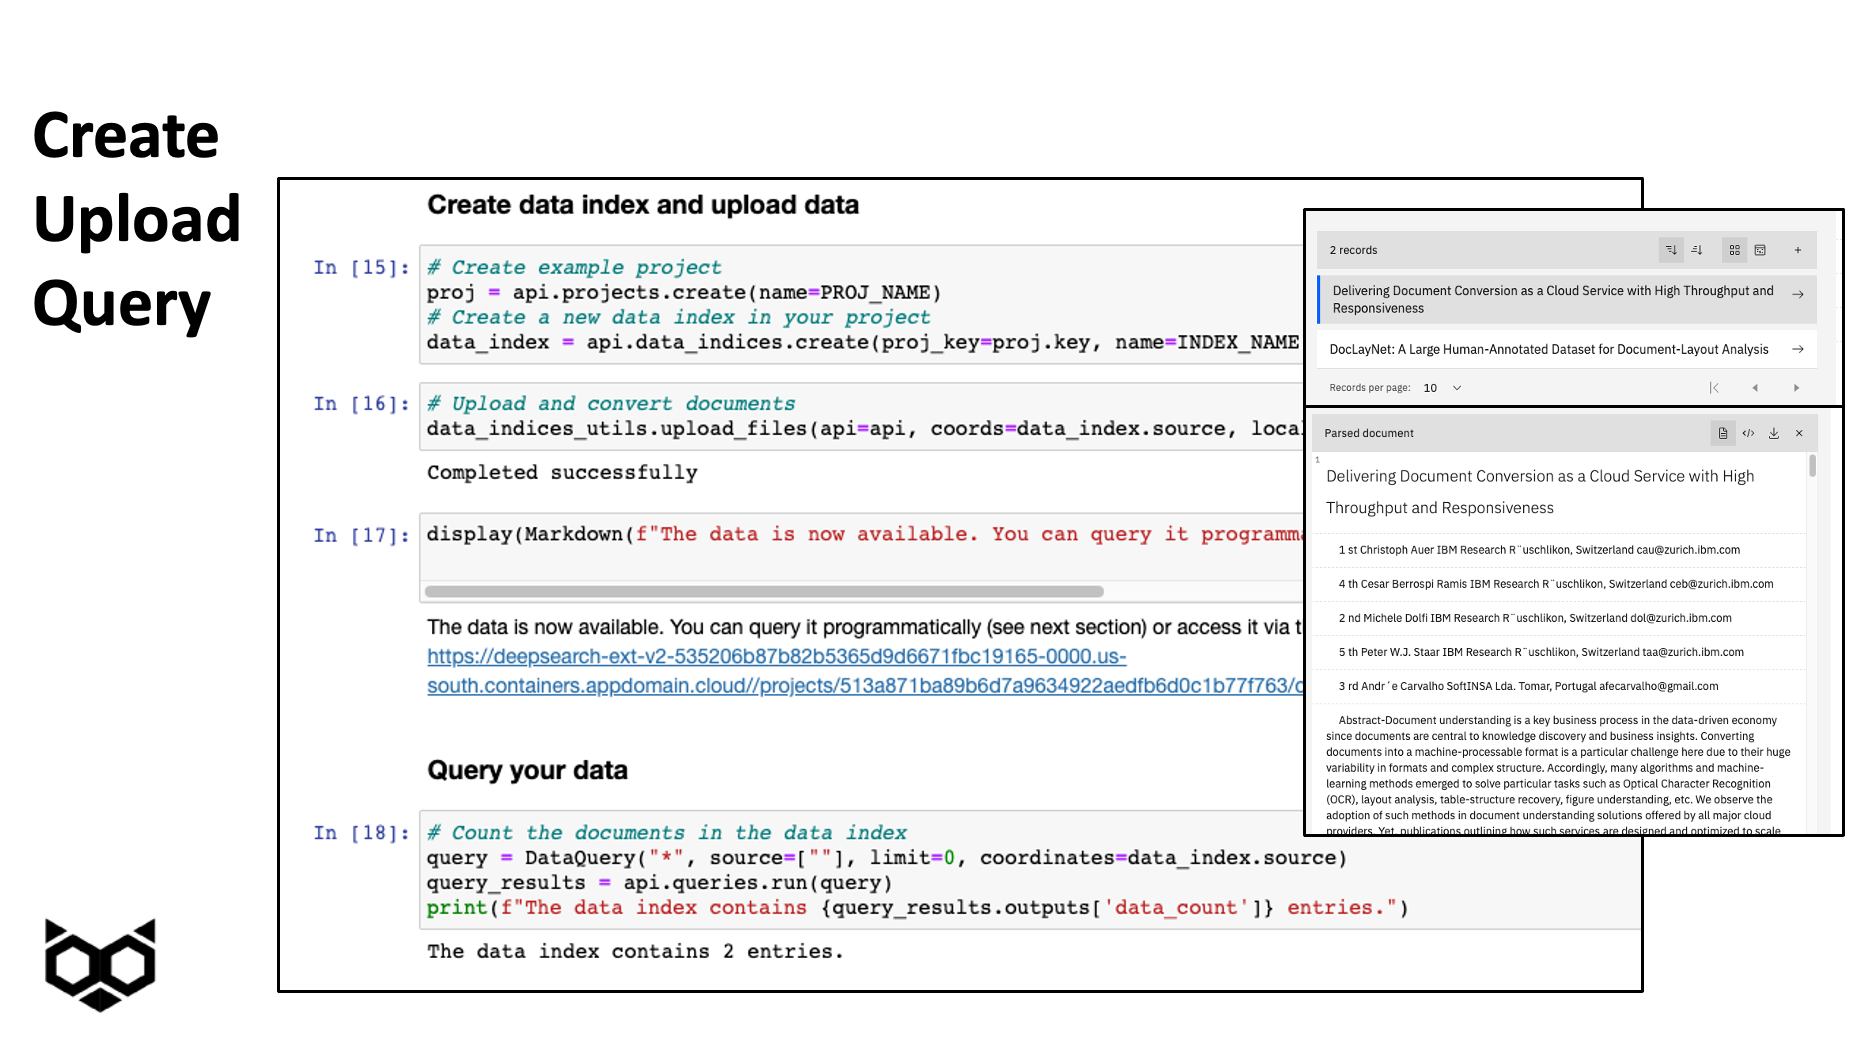 Create
Upload
Query
Create data index and upload data
In [15]: # Create example project
proj = api.projects.create(name=PROJ_NAME)
# Create a new data index in your project
data_index = api.data_indices.create(proj_key=proj.key, name=INDEX_NAME
In [16]: # Upload and convert documents
data_indices_utils.upload_files(api=api, coords=data_index.source, local
Completed successfully
In [17]: display(Markdown(f"The data is now available. You can query it programma
The data is now available. You can query it programmatically (see next section) or access it via t
https://deepsearch-ext-v2-535206b87b82b5365d9d6671fbc19165-0000.us-
south.containers.appdomain.cloud//projects/513a871ba89b6d7a9634922aedfb6d0c1b77f763/
Query your data
In [18]: # Count the documents in the data index
query = DataQuery("*", source=[""], limit=0, coordinates=data_index.source)
query_results = api.queries.run(query)
print(f"The data index contains {query_results.outputs['data_count']} entries.")
The data index contains 2 entries.
2 records
Delivering Document Conversion as a Cloud Service with High Throughput and
Responsiveness
DocLayNet: A Large Human-Annotated Dataset for Document-Layout Analysis
Records per page: 10
Parsed document
1
Delivering Document Conversion as a Cloud Service with High
Throughput and Responsiveness
1 st Christoph Auer IBM Research R¨uschlikon, Switzerland cau@zurich.ibm.com
4 th Cesar Berrospi Ramis IBM Research R¨uschlikon, Switzerland ceb@zurich.ibm.com
2 nd Michele Dolfi IBM Research R¨uschlikon, Switzerland dol@zurich.ibm.com
5 th Peter W.J. Staar IBM Research R¨uschlikon, Switzerland taa@zurich.ibm.com
3 rd Andr´e Carvalho SoftINSA Lda. Tomar, Portugal afecarvalho@gmail.com
Abstract-Document understanding is a key business process in the data-driven economy
since documents are central to knowledge discovery and business insights. Converting
documents into a machine-processable format is a particular challenge here due to their huge
variability in formats and complex structure. Accordingly, many algorithms and machine-
learning methods emerged to solve particular tasks such as Optical Character Recognition
(OCR), layout analysis, table-structure recovery, figure understanding, etc. We observe the
adoption of such methods in document understanding solutions offered by all major cloud
providers. Yet, publications outlining how such services are designed and optimized to scale